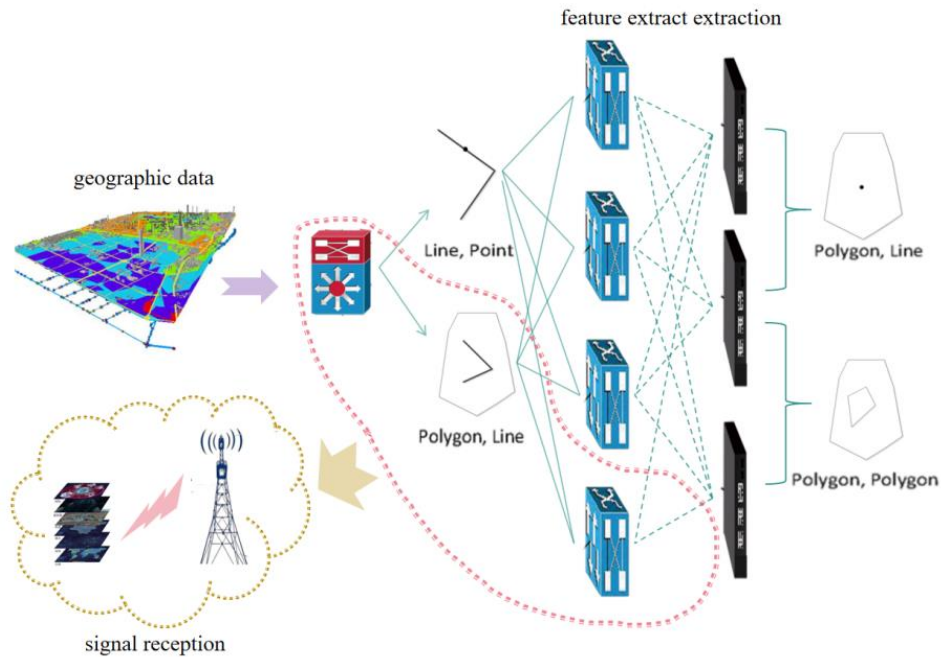 feature extract extraction
geographic data
Line, Point
Polygon, Line
Polygon, Line
Polygon, Polygon
signal reception